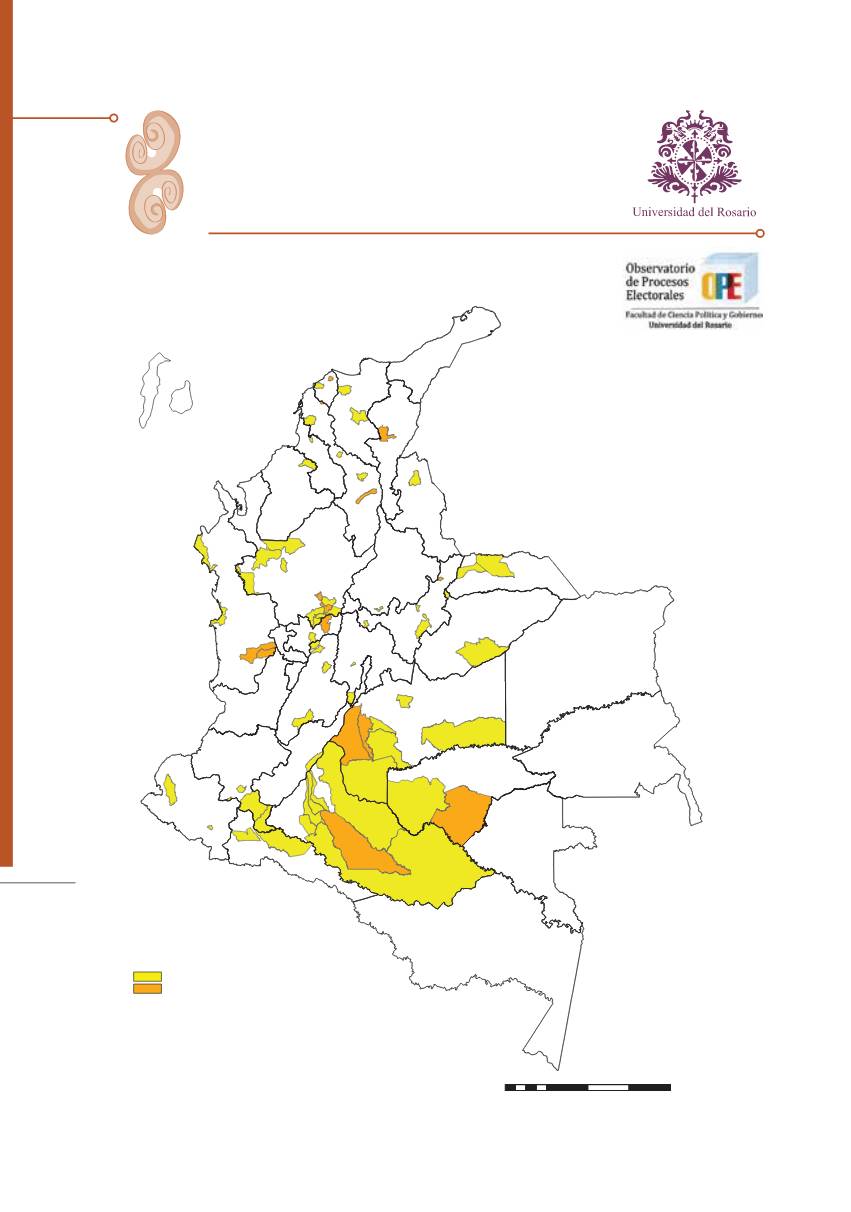 Universidad del Rosario
Observatorio
de Procesos
Electorales
OPE
Facultad de Ciencia Política y Gobierno
Universidad del Rosario